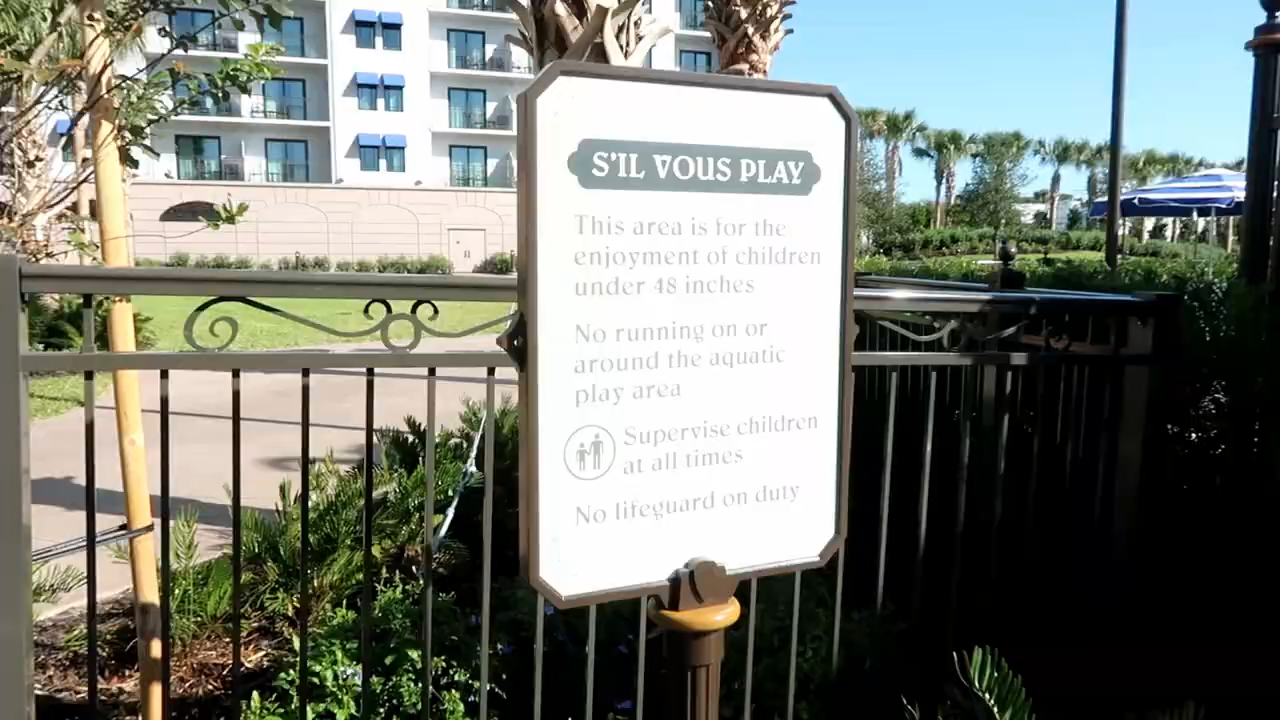 S'IL VOUS PLAY
This area is for the
enjoyment of children
under 48 inches
No running on or
around the aquatic
play area
Supervise children
at all times
No lifeguard on duty